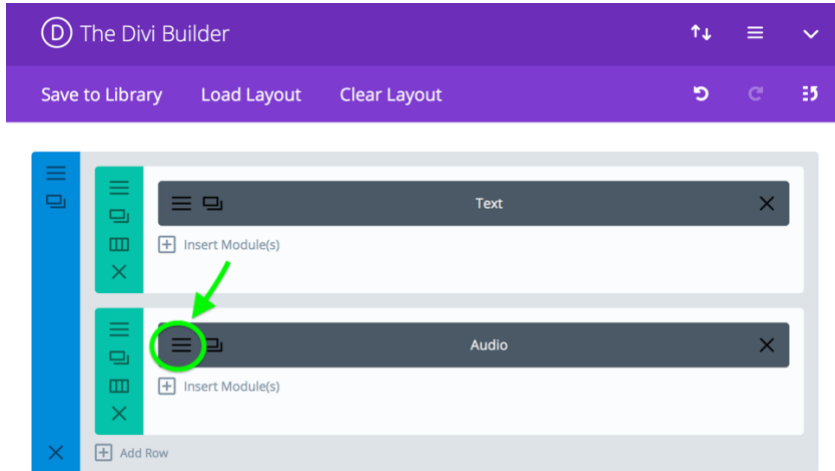 D The Divi Builder
Save to Library Load Layout Clear Layout
Text
Insert Module(s)
Audio
Insert Module(s)
Add Row